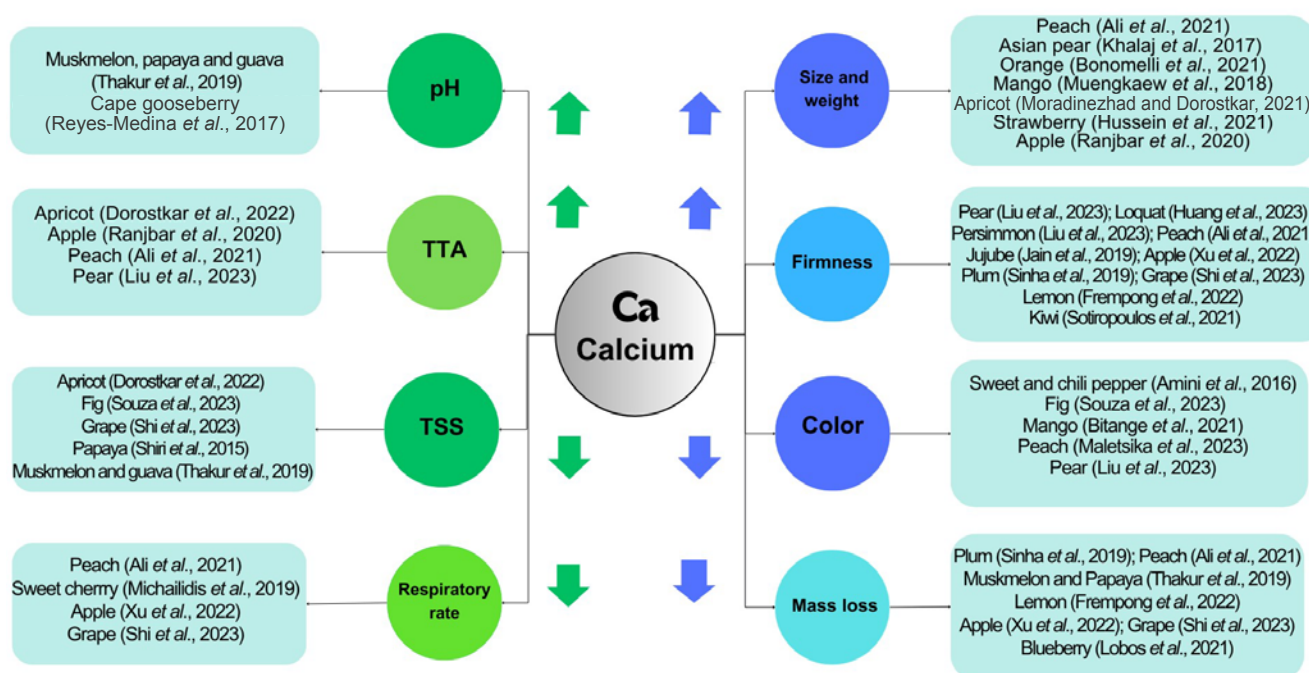 Muskmelon, papaya and guava
(Thakur et al., 2019)
Cape gooseberry
(Reyes-Medina et al., 2017)
pH
Apricot (Dorostkar et al., 2022)
Apple (Ranjbar et al., 2020)
Peach (Ali et al., 2021)
Pear (Liu et al., 2023)
TTA
Apricot (Dorostkar et al., 2022)
Fig (Souza et al., 2023)
Grape (Shi et al., 2023)
Papaya (Shiri et al., 2015)
Muskmelon and guava (Thakur et al., 2019)
TSS
Peach (Ali et al., 2021)
Sweet cherrry (Michailidis et al., 2019)
Apple (Xu et al., 2022)
Grape (Shi et al., 2023)
Respiratory
rate
Ca
Calcium
Size and
weight
Peach (Ali et al., 2021)
Asian pear (Khalaj et al., 2017)
Orange (Bonomelli et al., 2021)
Mango (Muengkaew et al., 2018)
Apricot (Moradinezhad and Dorostkar, 2021)
Strawberry (Hussein et al., 2021)
Apple (Ranjbar et al., 2020)
Firmness
Pear (Liu et al., 2023); Loquat (Huang et al., 2023)
Persimmon (Liu et al., 2023); Peach (Ali et al., 2021
Jujube (Jain et al., 2019); Apple (Xu et al., 2022)
Plum (Sinha et al., 2019); Grape (Shi et al., 2023)
Lemon (Frempong et al., 2022)
Kiwi (Sotiropoulos et al., 2021)
Color
Sweet and chili pepper (Amini et al., 2016)
Fig (Souza et al., 2023)
Mango (Bitange et al., 2021)
Peach (Maletsika et al., 2023)
Pear (Liu et al., 2023)
Mass loss
Plum (Sinha et al., 2019); Peach (Ali et al., 2021)
Muskmelon and Papaya (Thakur et al., 2019)
Lemon (Frempong et al., 2022)
Apple (Xu et al., 2022); Grape (Shi et al., 2023)
Blueberry (Lobos et al., 2021)